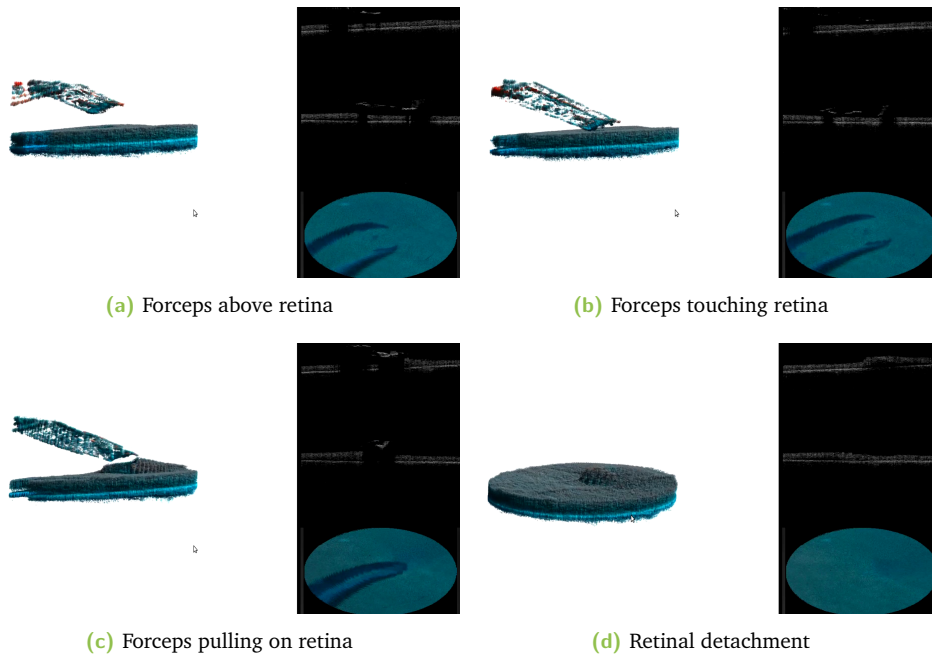 (a) Forceps above retina
(b) Forceps touching retina
(c) Forceps pulling on retina
(d) Retinal detachment